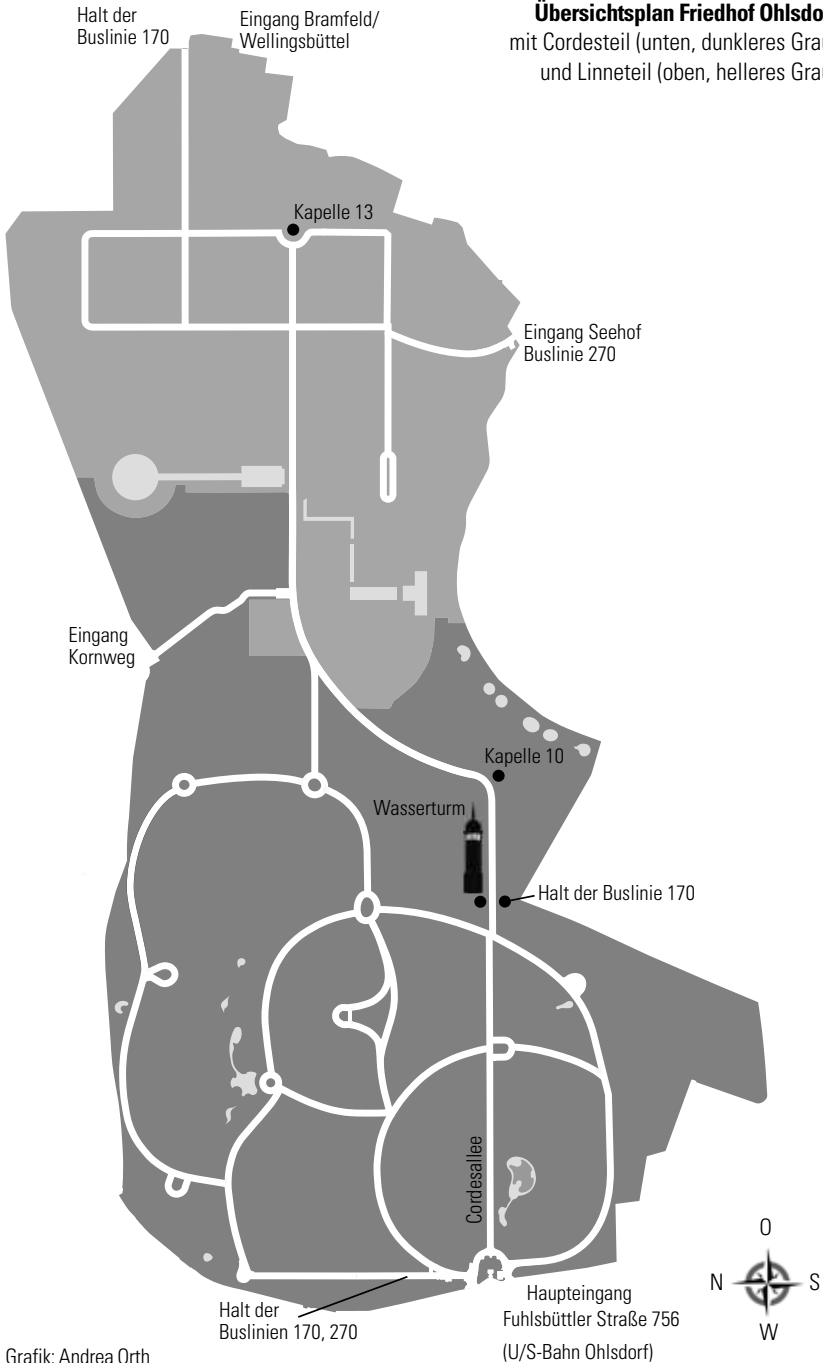 Halt der
Buslinie 170
Eingang Bramfeld/
Wellingsbüttel
Übersichtsplan Friedhof Ohlsdo
mit Cordesteil (unten, dunkleres Gra
und Linneteil (oben, helleres Gra
Kapelle 13
Eingang Seehof
Buslinie 270
Eingang
Kornweg
Kapelle 10
Wasserturm
Halt der Buslinie 170
Cordesallee
O
N
S
W
Halt der
Buslinien 170, 270
Haupteingang
Fuhlsbüttler Straße 756
(U/S-Bahn Ohlsdorf)
Grafik: Andrea Orth